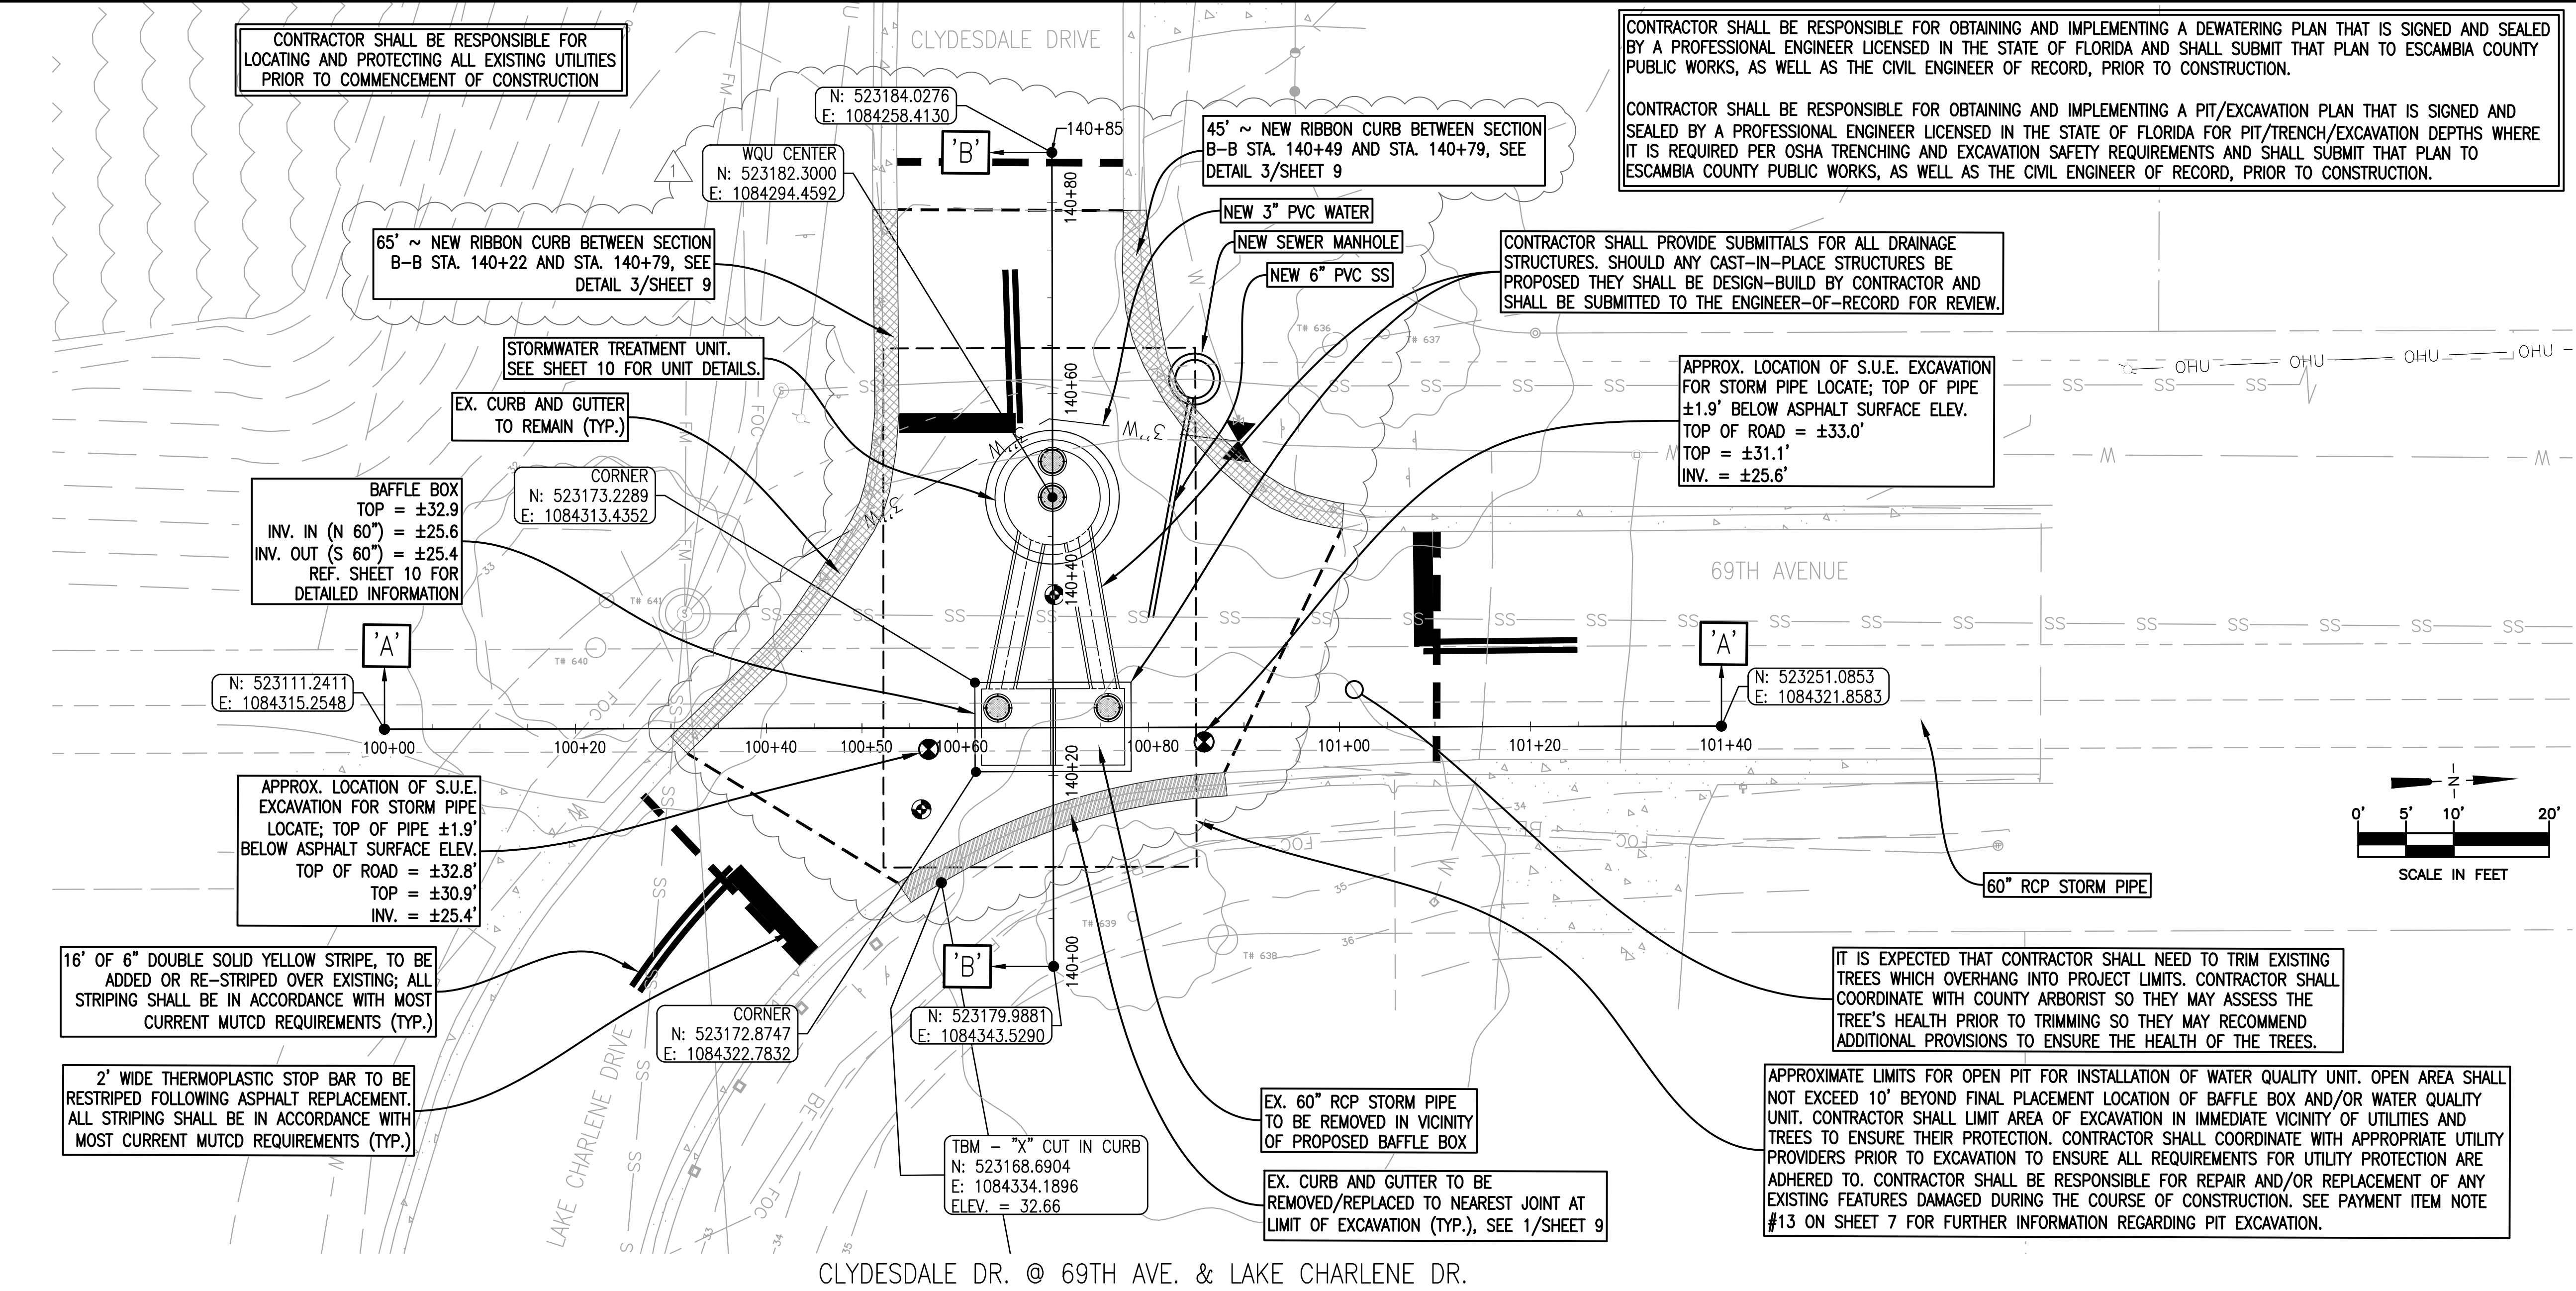 CONTRACTOR SHALL BE RESPONSIBLE FOR
LOCATING AND PROTECTING ALL EXISTING UTILITIES
PRIOR TO COMMENCEMENT OF CONSTRUCTION
CLYDESDALE DRIVE
CONTRACTOR SHALL BE RESPONSIBLE FOR OBTAINING AND IMPLEMENTING A DEWATERING PLAN THAT IS SIGNED AND SEALED
BY A PROFESSIONAL ENGINEER LICENSED IN THE STATE OF FLORIDA AND SHALL SUBMIT THAT PLAN TO ESCAMBIA COUNTY
PUBLIC WORKS, AS WELL AS THE CIVIL ENGINEER OF RECORD, PRIOR TO CONSTRUCTION.
CONTRACTOR SHALL BE RESPONSIBLE FOR OBTAINING AND IMPLEMENTING A PIT/EXCAVATION PLAN THAT IS SIGNED AND
SEALED BY A PROFESSIONAL ENGINEER LICENSED IN THE STATE OF FLORIDA FOR PIT/TRENCH/EXCAVATION DEPTHS WHERE
IT IS REQUIRED PER OSHA TRENCHING AND EXCAVATION SAFETY REQUIREMENTS AND SHALL SUBMIT THAT PLAN TO
ESCAMBIA COUNTY PUBLIC WORKS, AS WELL AS THE CIVIL ENGINEER OF RECORD, PRIOR TO CONSTRUCTION.
N: 523184.0276
E: 1084258.4130
140+85
'B'
1
WQU CENTER
N: 523182.3000
E: 1084294.4592
45' ~ NEW RIBBON CURB BETWEEN SECTION
B-B STA. 140+49 AND STA. 140+79, SEE
DETAIL 3/SHEET 9
140+80
NEW 3" PVC WATER
NEW SEWER MANHOLE
NEW 6" PVC SS
65' ~ NEW RIBBON CURB BETWEEN SECTION
B-B STA. 140+22 AND STA. 140+79, SEE
DETAIL 3/SHEET 9
CONTRACTOR SHALL PROVIDE SUBMITTALS FOR ALL DRAINAGE
STRUCTURES. SHOULD ANY CAST-IN-PLACE STRUCTURES BE
PROPOSED THEY SHALL BE DESIGN-BUILD BY CONTRACTOR AND
SHALL BE SUBMITTED TO THE ENGINEER-OF-RECORD FOR REVIEW.
STORMWATER TREATMENT UNIT.
SEE SHEET 10 FOR UNIT DETAILS.
T# 636
T# 637
OHU OHU OHU OHU
140+60
APPROX. LOCATION OF S.U.E. EXCAVATION
FOR STORM PIPE LOCATE; TOP OF PIPE
±1.9' BELOW ASPHALT SURFACE ELEV.
TOP OF ROAD = ±33.0'
TOP = ±31.1'
INV. = ±25.6'
EX. CURB AND GUTTER
TO REMAIN (TYP.)
3"W
3"W
3"W
CORNER
N: 523173.2289
E: 1084313.4352
BAFFLE BOX
TOP = ±32.9
INV. IN (N 60") = ±25.6
INV. OUT (S 60") = ±25.4
REF. SHEET 10 FOR
DETAILED INFORMATION
33
T# 641
T# 640
140+40
69TH AVENUE
'A'
'A'
N: 523111.2411
E: 1084315.2548
N: 523251.0853
E: 1084321.8583
100+00
100+20
100+40
100+50
100+60
100+80
101+00
101+20
101+40
140+20
APPROX. LOCATION OF S.U.E.
EXCAVATION FOR STORM PIPE
LOCATE; TOP OF PIPE ±1.9'
BELOW ASPHALT SURFACE ELEV.
TOP OF ROAD = ±32.8'
TOP = ±30.9'
INV. = ±25.4'
34
35
36
T# 639
T# 638
N
0' 5' 10' 20'
SCALE IN FEET
60" RCP STORM PIPE
16' OF 6" DOUBLE SOLID YELLOW STRIPE, TO BE
ADDED OR RE-STRIPED OVER EXISTING; ALL
STRIPING SHALL BE IN ACCORDANCE WITH MOST
CURRENT MUTCD REQUIREMENTS (TYP.)
'B'
140+00
IT IS EXPECTED THAT CONTRACTOR SHALL NEED TO TRIM EXISTING
TREES WHICH OVERHANG INTO PROJECT LIMITS. CONTRACTOR SHALL
COORDINATE WITH COUNTY ARBORIST SO THEY MAY ASSESS THE
TREE'S HEALTH PRIOR TO TRIMMING SO THEY MAY RECOMMEND
ADDITIONAL PROVISIONS TO ENSURE THE HEALTH OF THE TREES.
CORNER
N: 523172.8747
E: 1084322.7832
N: 523179.9881
E: 1084343.5290
2' WIDE THERMOPLASTIC STOP BAR TO BE
RESTRIPED FOLLOWING ASPHALT REPLACEMENT.
ALL STRIPING SHALL BE IN ACCORDANCE WITH
MOST CURRENT MUTCD REQUIREMENTS (TYP.)
LAKE CHARLENE DRIVE
EX. 60" RCP STORM PIPE
TO BE REMOVED IN VICINITY
OF PROPOSED BAFFLE BOX
APPROXIMATE LIMITS FOR OPEN PIT FOR INSTALLATION OF WATER QUALITY UNIT. OPEN AREA SHALL
NOT EXCEED 10' BEYOND FINAL PLACEMENT LOCATION OF BAFFLE BOX AND/OR WATER QUALITY
UNIT. CONTRACTOR SHALL LIMIT AREA OF EXCAVATION IN IMMEDIATE VICINITY OF UTILITIES AND
TREES TO ENSURE THEIR PROTECTION. CONTRACTOR SHALL COORDINATE WITH APPROPRIATE UTILITY
PROVIDERS PRIOR TO EXCAVATION TO ENSURE ALL REQUIREMENTS FOR UTILITY PROTECTION ARE
ADHERED TO. CONTRACTOR SHALL BE RESPONSIBLE FOR REPAIR AND/OR REPLACEMENT OF ANY
EXISTING FEATURES DAMAGED DURING THE COURSE OF CONSTRUCTION. SEE PAYMENT ITEM NOTE
#13 ON SHEET 7 FOR FURTHER INFORMATION REGARDING PIT EXCAVATION.
TBM - "X" CUT IN CURB
N: 523168.6904
E: 1084334.1896
ELEV. = 32.66
EX. CURB AND GUTTER TO BE
REMOVED/REPLACED TO NEAREST JOINT AT
LIMIT OF EXCAVATION (TYP.), SEE 1/SHEET 9
33
34
35
CLYDESDALE DR. @ 69TH AVE. & LAKE CHARLENE DR.